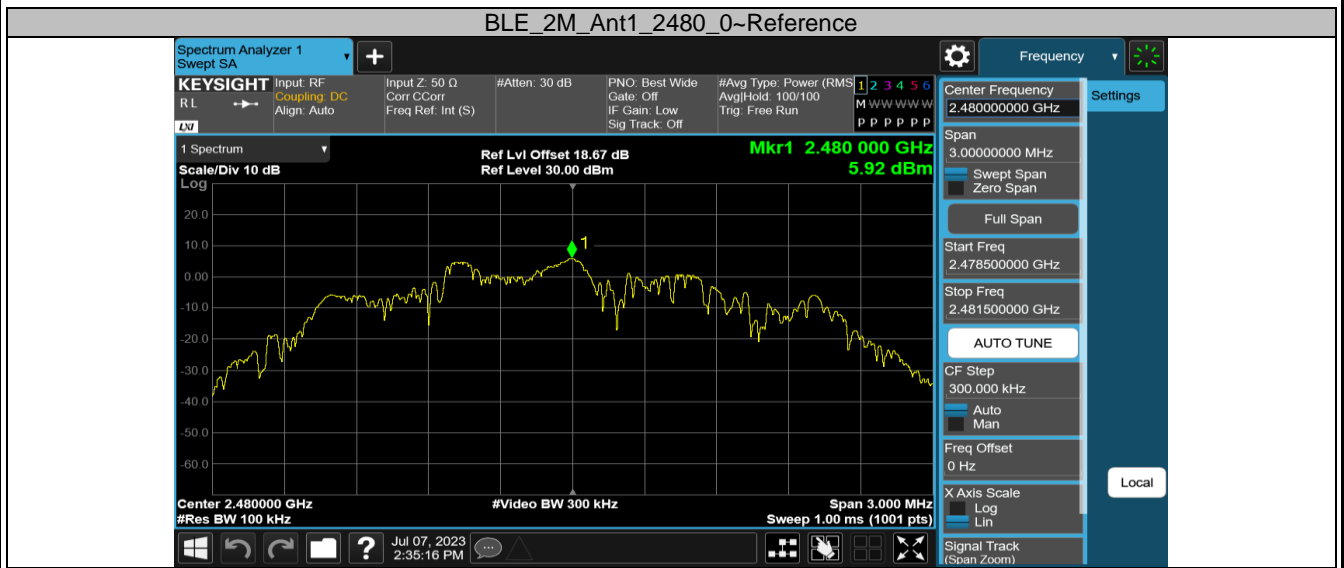 BLE_2M_Ant1_2480_0~Reference
Spectrum Analyzer 1
Swept SA
+
Frequency
KEYSIGHT
R L
LXI
Input: RF
Coupling: DC
Align: Auto
Input Z: 50 Ω
Corr CCorr
Freq Ref: Int (S)
#Atten: 30 dB
PNO: Best Wide
Gate: Off
IF Gain: Low
Sig Track: Off
#Avg Type: Power (RMS
Avg|Hold: 100/100
Trig: Free Run
1 2 3 4 5 6
M W W W W W
P P P P P P
1 Spectrum
Scale/Div 10 dB
Log
Ref Lvl Offset 18.67 dB
Ref Level 30.00 dBm
Mkr1 2.480 000 GHz
5.92 dBm
1
20.0
10.0
0.00
-10.0
-20.0
-30.0
-40.0
-50.0
-60.0
Center 2.480000 GHz
#Res BW 100 kHz
#Video BW 300 kHz
Span 3.000 MHz
Sweep 1.00 ms (1001 pts)
Center Frequency
2.480000000 GHz
Span
3.00000000 MHz
Swept Span
Zero Span
Full Span
Start Freq
2.478500000 GHz
Stop Freq
2.481500000 GHz
AUTO TUNE
CF Step
300.000 kHz
Auto
Man
Freq Offset
0 Hz
X Axis Scale
Log
Lin
Signal Track
(Span Zoom)
Settings
Local
?
Jul 07, 2023
2:35:16 PM